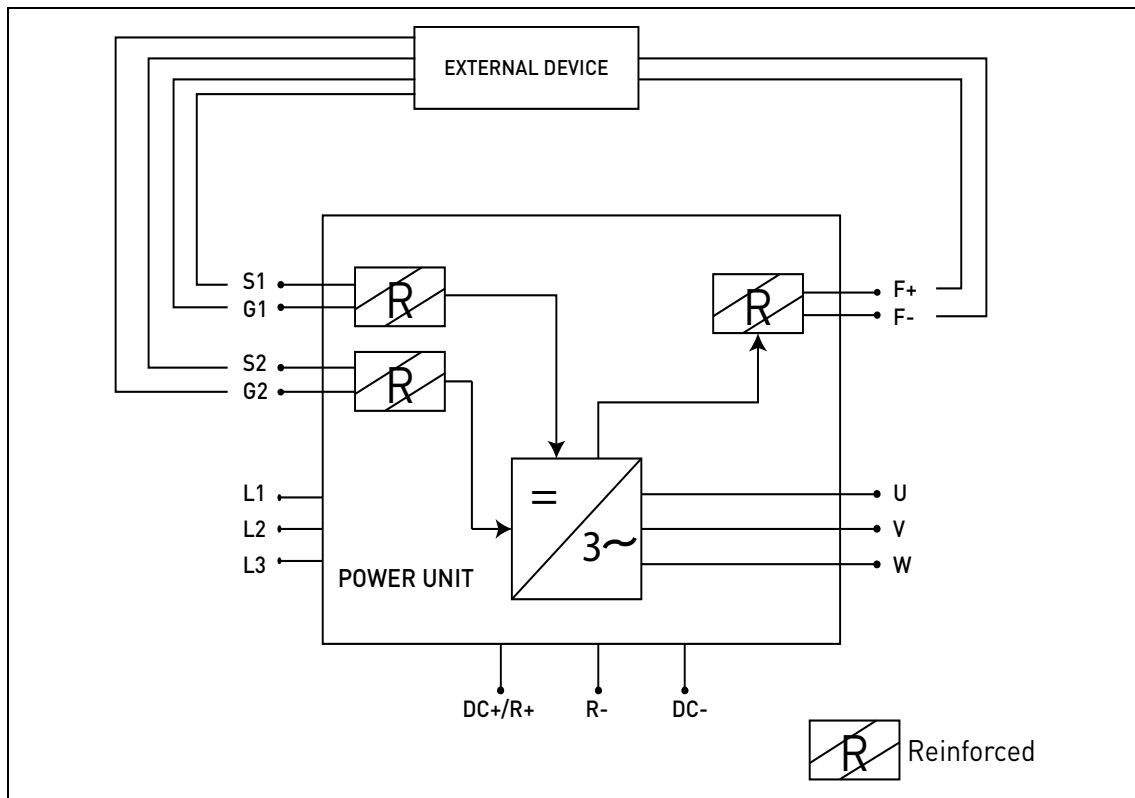 EXTERNAL DEVICE
S1
G1
S2
G2
R
R
R
F+
F-
L1
L2
L3
POWER UNIT
=
3~
U
V
W
DC+/R+
R-
DC-
R
Reinforced